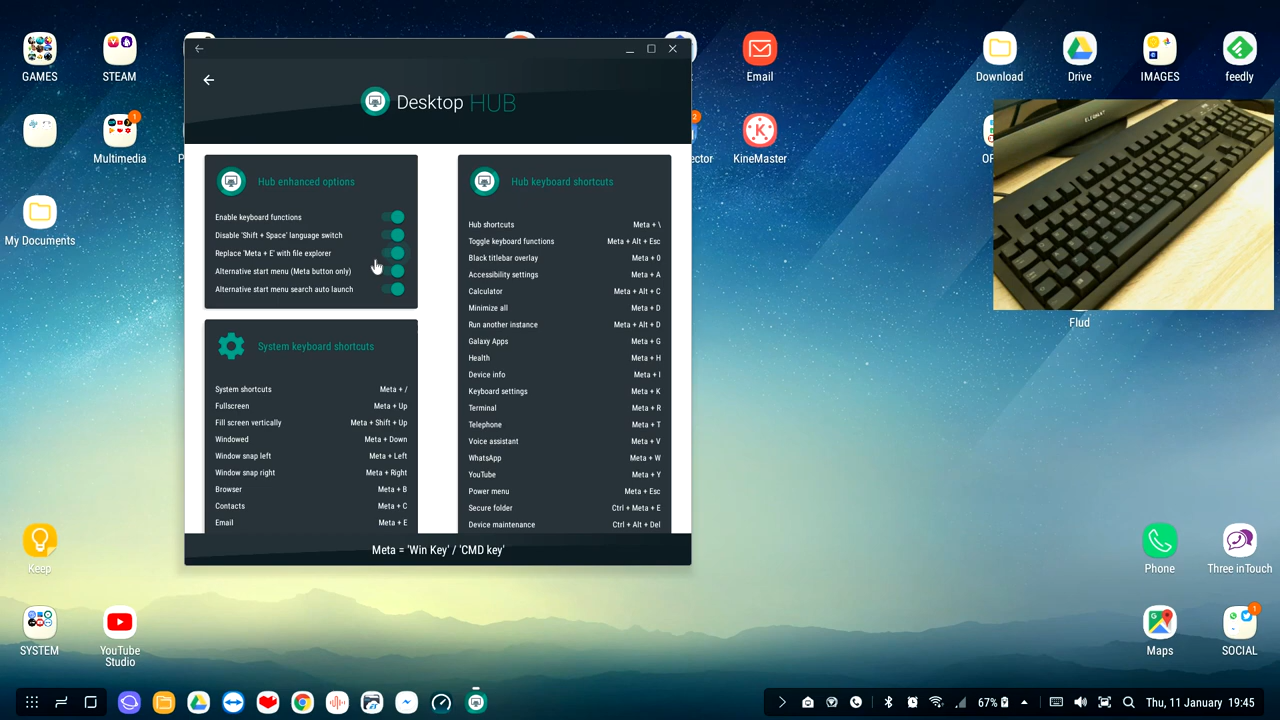 GAMES
STEAM
Email
Download
Drive
IMAGES
feedly
1
Multimedia
2
KineMaster
My Documents
Flud
ELEMENT
Desktop HUB
Hub enhanced options
Enable keyboard functions
Disable 'Shift + Space' language switch
Replace 'Meta + E' with file explorer
Alternative start menu (Meta button only)
Alternative start menu search auto launch
System keyboard shortcuts
System shortcuts Meta + /
Fullscreen Meta + Up
Fill screen vertically Meta + Shift + Up
Windowed Meta + Down
Window snap left Meta + Left
Window snap right Meta + Right
Browser Meta + B
Contacts Meta + C
Email Meta + E
Hub keyboard shortcuts
Hub shortcuts Meta + \
Toggle keyboard functions Meta + Alt + Esc
Black titlebar overlay Meta + 0
Accessibility settings Meta + A
Calculator Meta + Alt + C
Minimize all Meta + D
Run another instance Meta + Alt + D
Galaxy Apps Meta + G
Health Meta + H
Device info Meta + I
Keyboard settings Meta + K
Terminal Meta + R
Telephone Meta + T
Voice assistant Meta + V
WhatsApp Meta + W
YouTube Meta + Y
Power menu Meta + Esc
Secure folder Ctrl + Meta + E
Device maintenance Ctrl + Alt + Del
Meta = 'Win Key' / 'CMD key'
Keep
Phone
Three inTouch
SYSTEM
YouTube
Studio
Maps
1
SOCIAL
67%
Thu, 11 January 19:45